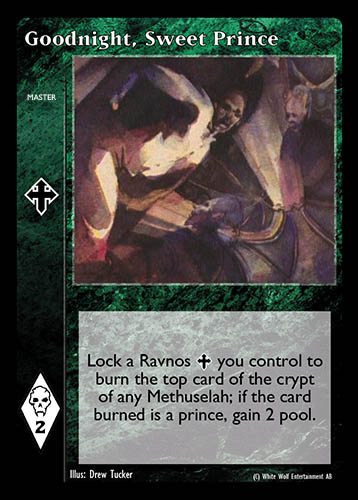 Goodnight, Sweet Prince
MASTER
Lock a Ravnos you control to
burn the top card of the crypt
of any Methuselah; if the card
burned is a prince, gain 2 pool.
2
Illus: Drew Tucker
(C) White Wolf Entertainment AB